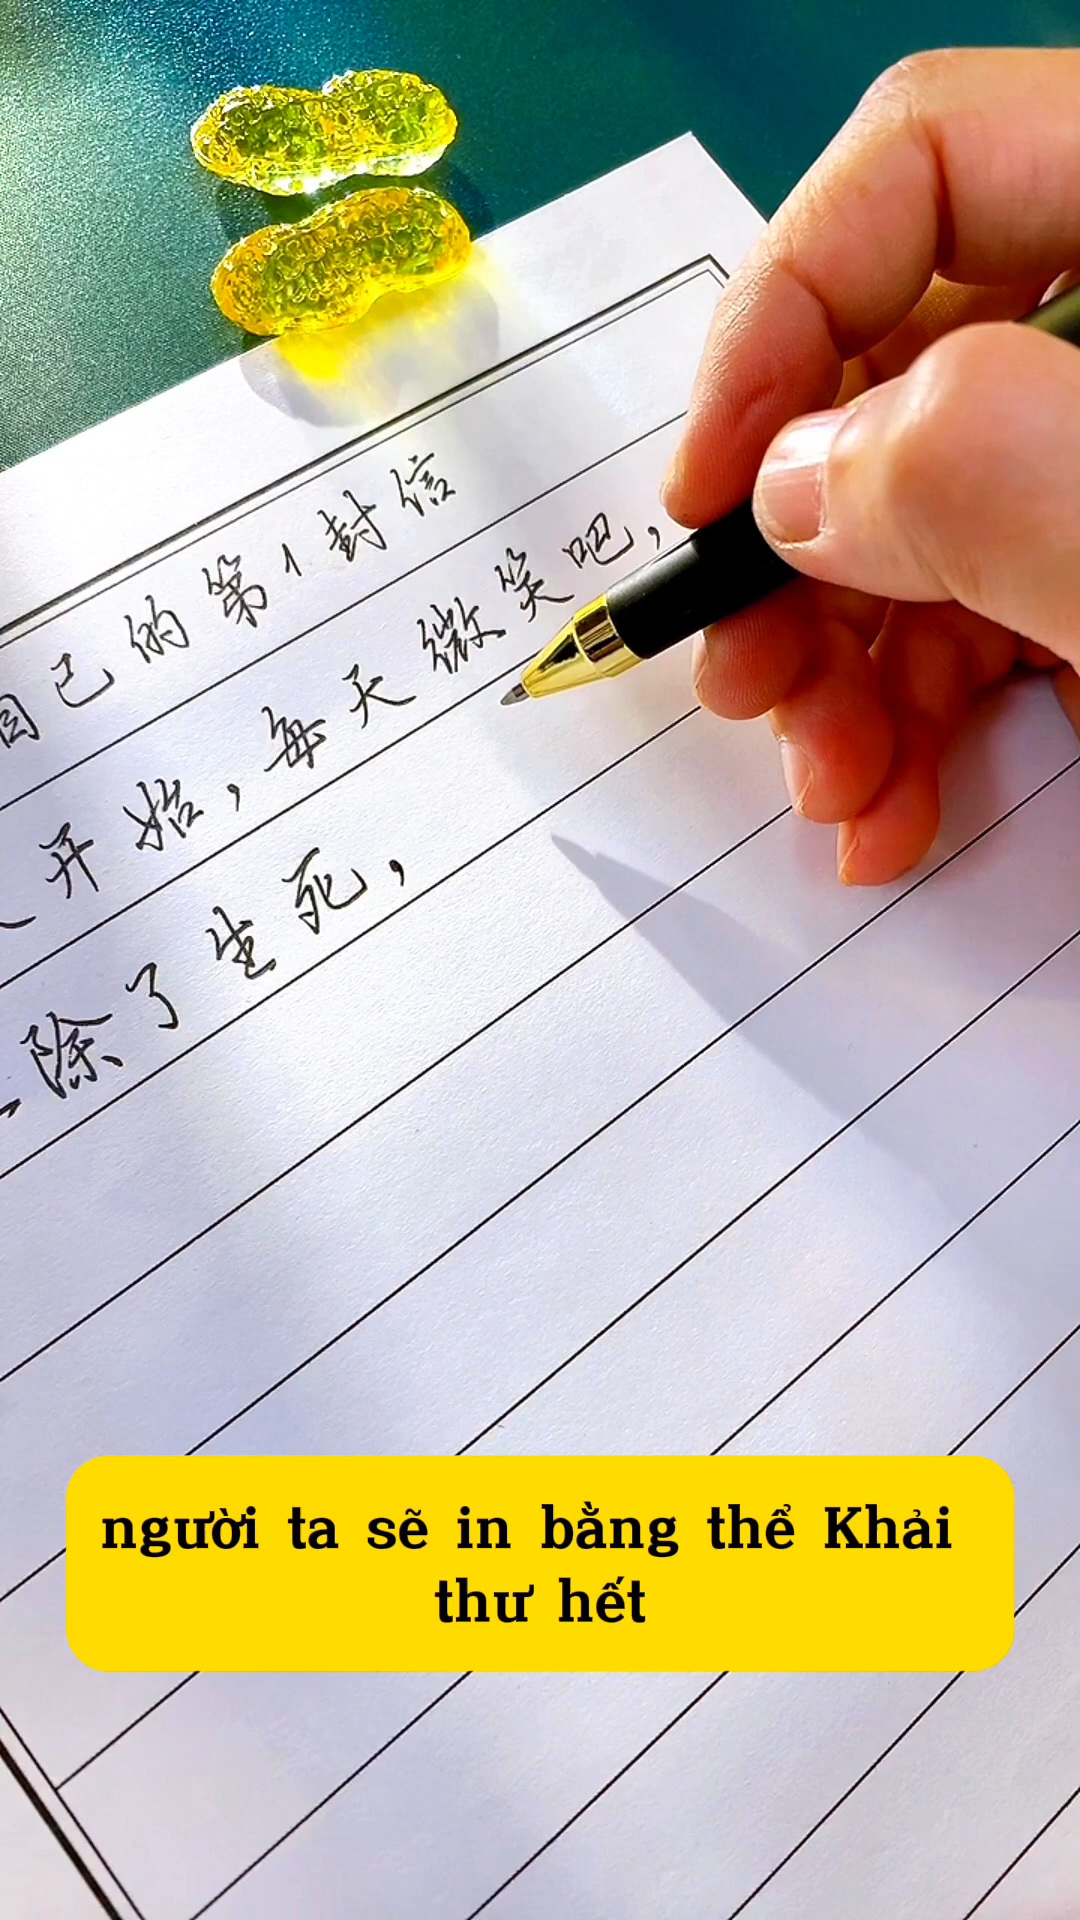 自己的第1封信
开始,每天微笑吧,
除了生死,
người ta sẽ in bằng thể Khải
thư hết